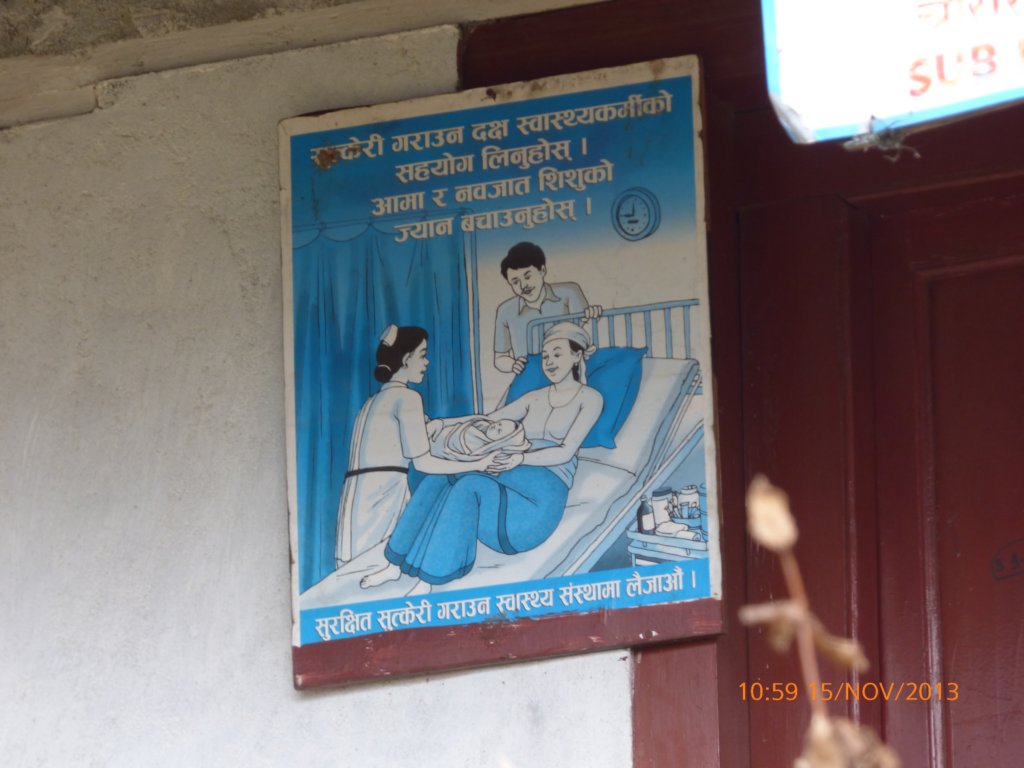 सुत्केरी गराउन दक्ष स्वास्थ्यकर्मीको
सहयोग लिनुहोस् ।
आमा र नवजात शिशुको
ज्यान बचाउनुहोस् ।
सुरक्षित सुत्केरी गराउन स्वास्थ्य संस्थामा लैजाऔ ।
SUB
10:59 15/NOV/2013